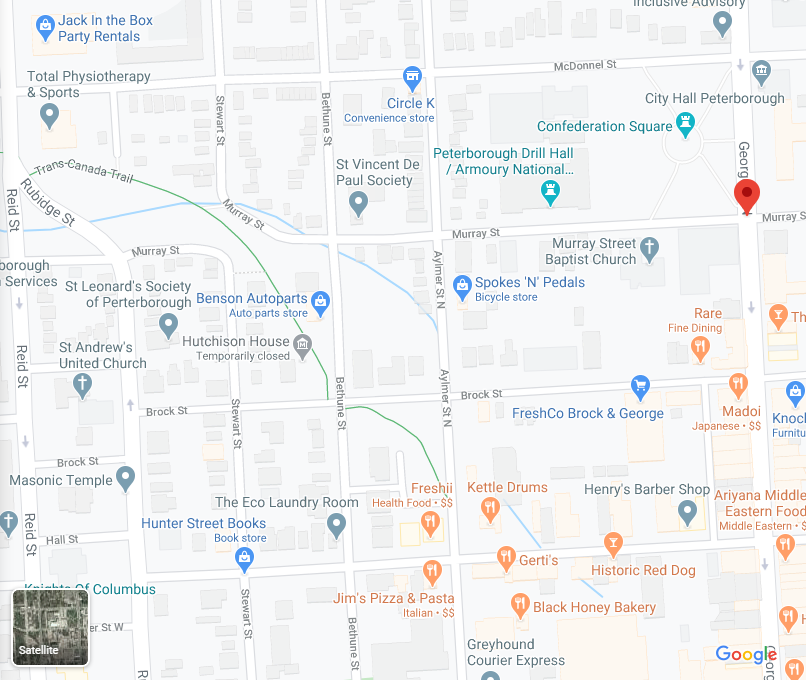 Inclusive Advisory
Jack In the Box
Party Rentals
McDonnel St
Total Physiotherapy
& Sports
Circle K
Convenience store
City Hall Peterborough
Stewart St
Bethune St
Confederation Square
Peterborough Drill Hall
/ Armoury National...
Georg
Trans-Canada Trail
St Vincent De
Paul Society
Rubidge St
Reid St
Murray St
Murray St
Murray S
Murray St
Aylmer St N
Murray Street
Baptist Church
borough
n Services
St Leonard's Society
of Perterborough
Spokes 'N' Pedals
Bicycle store
Benson Autoparts
Auto parts store
Rare
Fine Dining
Th
Hutchison House
Temporarily closed
St Andrew's
United Church
Reid St
Aylmer St N
Bethune St
Brock St
Brock St
Stewart St
FreshCo Brock & George
Madoi
Japanese • $$
Knock
Furnitu
Brock St
Masonic Temple
The Eco Laundry Room
Freshii
Health Food • $$
Kettle Drums
Henry's Barber Shop
Ariyana Middle
Eastern Food
Middle Eastern • $
Reid St
Hunter Street Books
Book store
Hall St
Gerti's
Historic Red Dog
Knights Of Columbus
Jim's Pizza & Pasta
Italian • $$
Black Honey Bakery
Stewart St
Bethune St
er St W
H
Satellite
Greyhound
Courier Express
Google
Georg